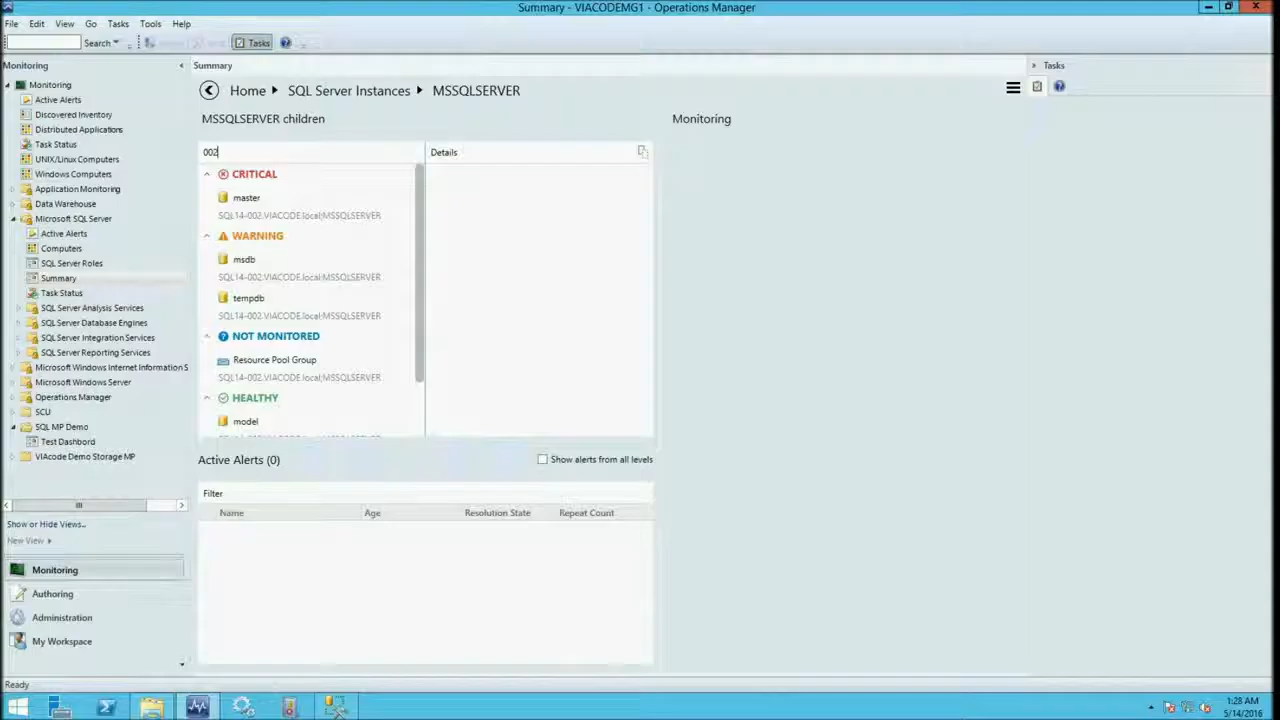 Summary - VIACODEMG1 - Operations Manager
File Edit View Go Tasks Tools Help
Search Tasks
Monitoring
Summary
Tasks
Monitoring
Active Alerts
Discovered Inventory
Distributed Applications
Task Status
UNIX/Linux Computers
Windows Computers
Application Monitoring
Data Warehouse
Microsoft SQL Server
Active Alerts
Computers
SQL Server Roles
Summary
Task Status
SQL Server Analysis Services
SQL Server Database Engines
SQL Server Integration Services
SQL Server Reporting Services
Microsoft Windows Internet Information S
Microsoft Windows Server
Operations Manager
SCU
SQL MP Demo
Test Dashbord
VIAcode Demo Storage MP
Show or Hide Views...
New View
Monitoring
Authoring
Administration
My Workspace
Home SQL Server Instances MSSQLSERVER
MSSQLSERVER children
Monitoring
002
Details
CRITICAL
master
SQL14-002.VIACODE.local;MSSQLSERVER
WARNING
msdb
SQL14-002.VIACODE.local;MSSQLSERVER
tempdb
SQL14-002.VIACODE.local;MSSQLSERVER
NOT MONITORED
Resource Pool Group
SQL14-002.VIACODE.local;MSSQLSERVER
HEALTHY
model
Active Alerts (0)
Show alerts from all levels
Filter
Name Age Resolution State Repeat Count
Ready
1:28 AM
5/14/2016